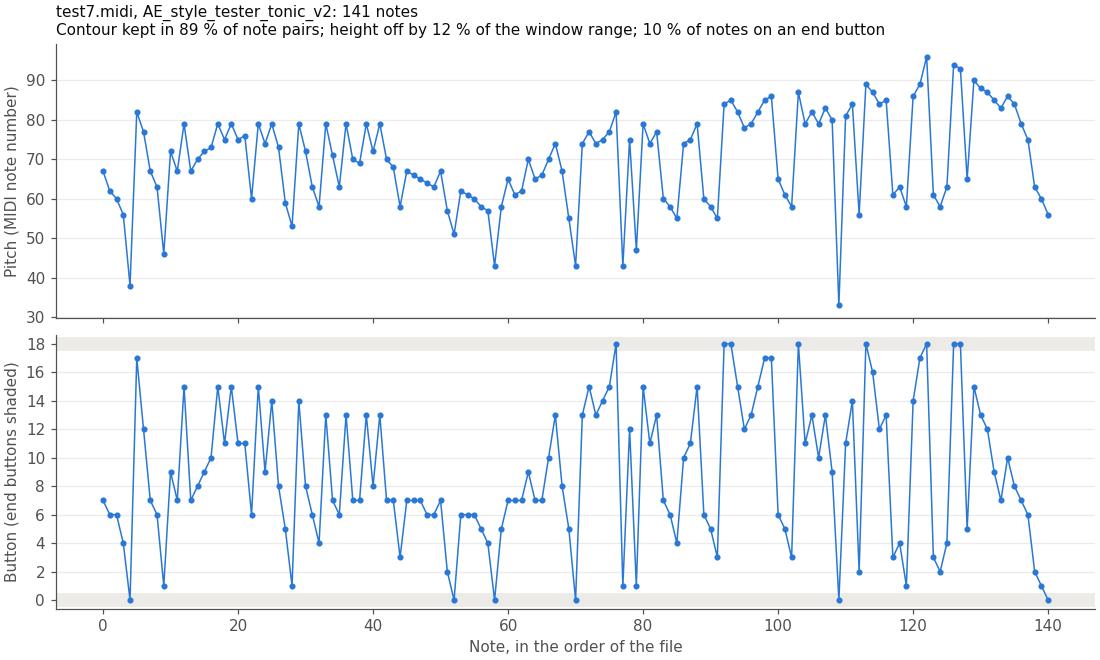 test7.midi, AE_style_tester_tonic_v2: 141 notes
Contour kept in 89 % of note pairs; height off by 12 % of the window range; 10 % of notes on an end button
Pitch (MIDI note number)
90
80
70
60
50
40
30
Button (end buttons shaded)
18
16
14
12
10
8
6
4
2
0
0 20 40 60 80 100 120 140
Note, in the order of the file